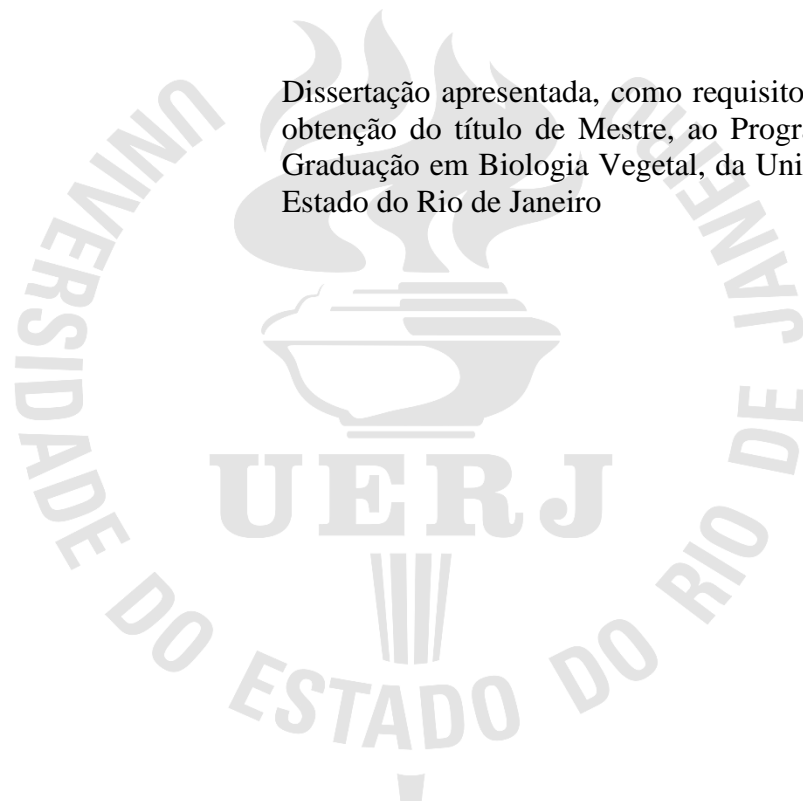 Dissertação apresentada, como requisito
obtenção do título de Mestre, ao Progra
Graduação em Biologia Vegetal, da Uni
Estado do Rio de Janeiro
UNIVERSIDADE DO ESTADO DO RIO DE JANEIRO
UERJ